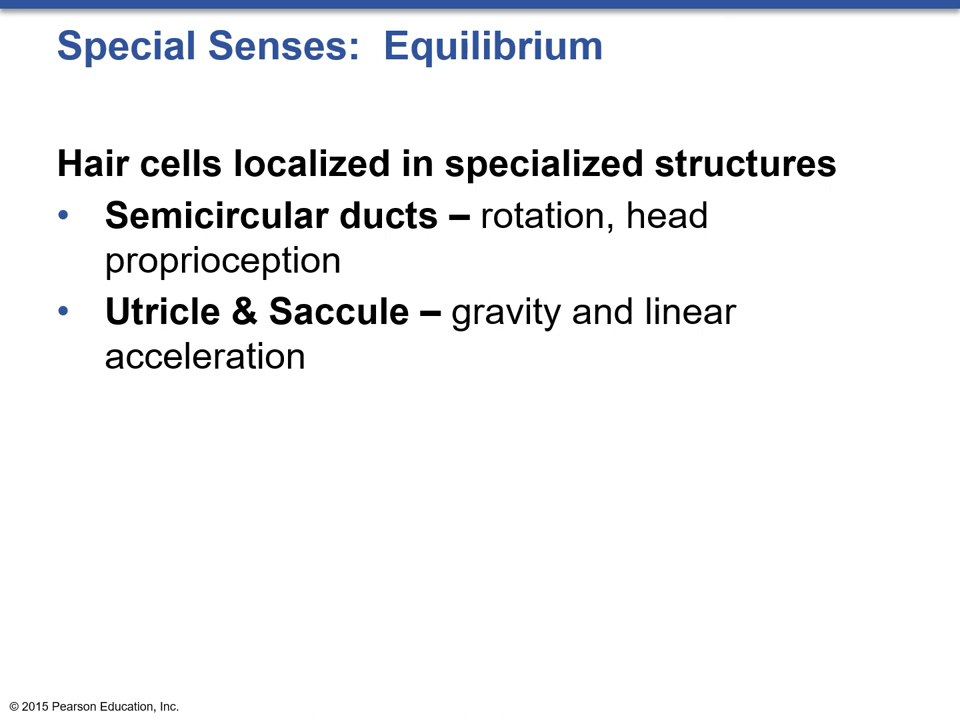 Special Senses:  Equilibrium
Hair cells localized in specialized structures
• Semicircular ducts – rotation, head
proprioception
• Utricle & Saccule – gravity and linear
acceleration
© 2015 Pearson Education, Inc.